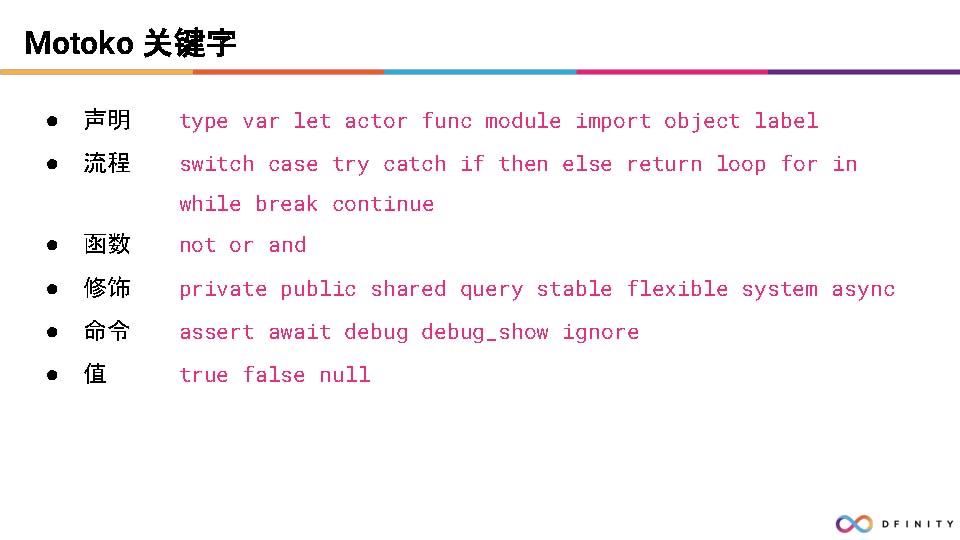 Motoko 关键字
● 声明 type var let actor func module import object label
● 流程 switch case try catch if then else return loop for in
while break continue
● 函数 not or and
● 修饰 private public shared query stable flexible system async
● 命令 assert await debug debug_show ignore
● 值 true false null
DFINITY